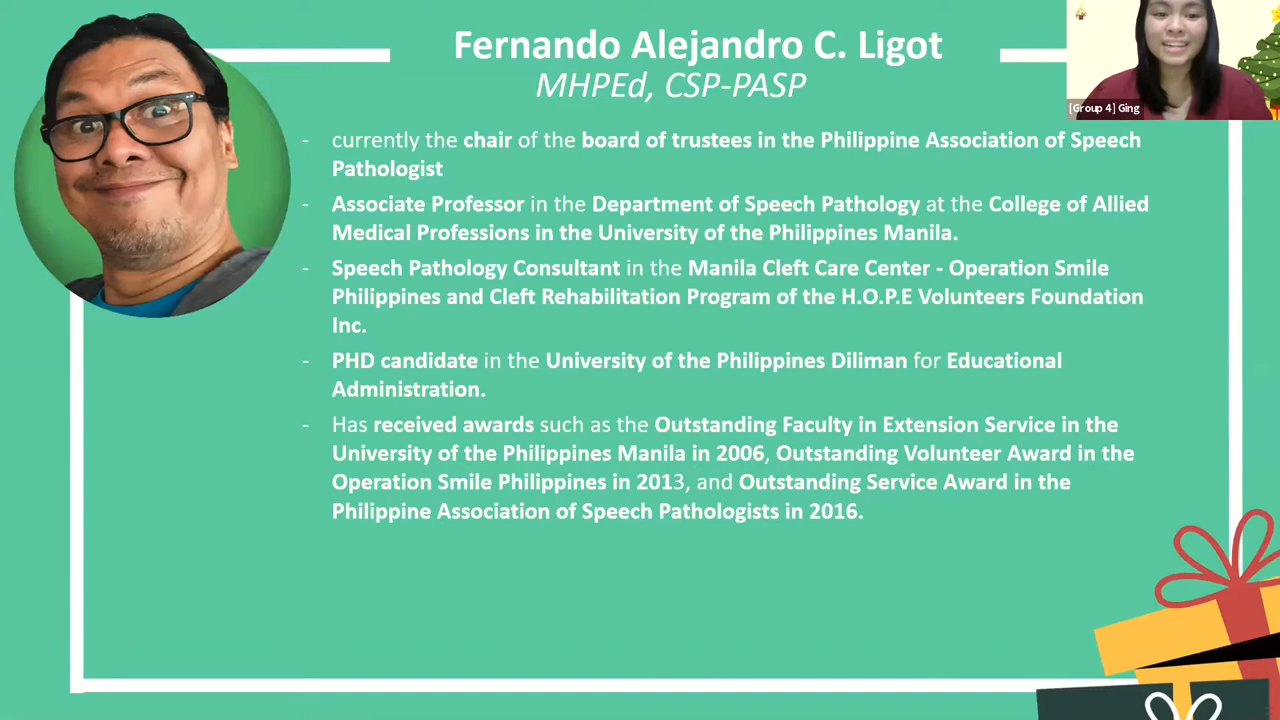 Fernando Alejandro C. Ligot
MHPEd, CSP-PASP
[Group 4] Ging
- currently the chair of the board of trustees in the Philippine Association of Speech
Pathologist
- Associate Professor in the Department of Speech Pathology at the College of Allied
Medical Professions in the University of the Philippines Manila.
- Speech Pathology Consultant in the Manila Cleft Care Center - Operation Smile
Philippines and Cleft Rehabilitation Program of the H.O.P.E Volunteers Foundation
Inc.
- PHD candidate in the University of the Philippines Diliman for Educational
Administration.
- Has received awards such as the Outstanding Faculty in Extension Service in the
University of the Philippines Manila in 2006, Outstanding Volunteer Award in the
Operation Smile Philippines in 2013, and Outstanding Service Award in the
Philippine Association of Speech Pathologists in 2016.